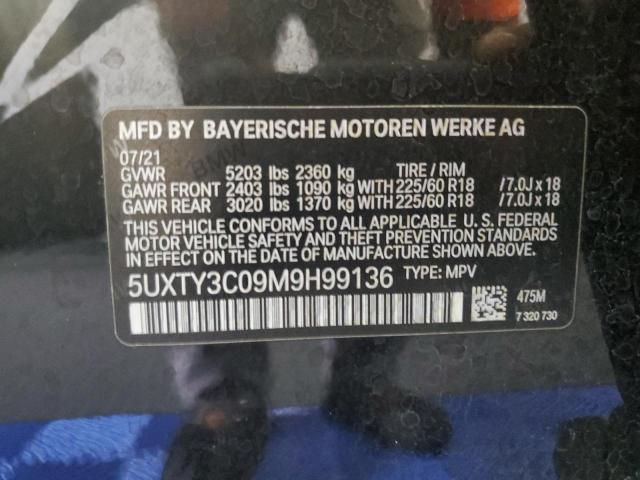 MFD BY BAYERISCHE MOTOREN WERKE AG
07/21
GVWR 5203 lbs 2360 kg TIRE / RIM
GAWR FRONT 2403 lbs 1090 kg WITH 225/60 R18 / 7.0J x 18
GAWR REAR 3020 lbs 1370 kg WITH 225/60 R18 / 7.0J x 18
THIS VEHICLE CONFORMS TO ALL APPLICABLE U. S. FEDERAL
MOTOR VEHICLE SAFETY AND THEFT PREVENTION STANDARDS
IN EFFECT ON THE DATE OF MANUFACTURE SHOWN ABOVE.
5UXTY3C09M9H99136 TYPE: MPV
475M
7 320 730